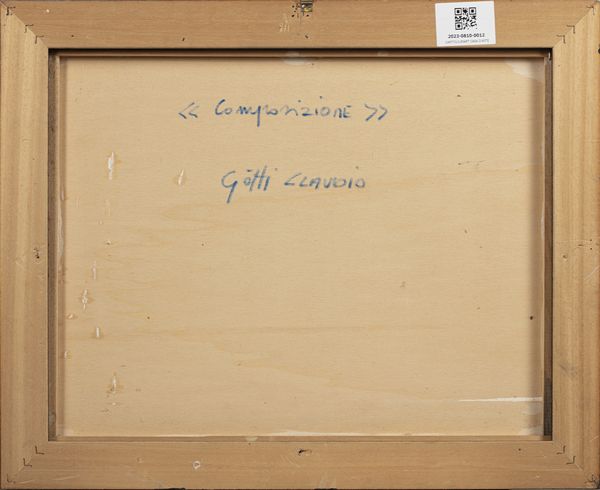 2023-0810-0012
<< Composizione >>
Gotti CLAUDIO